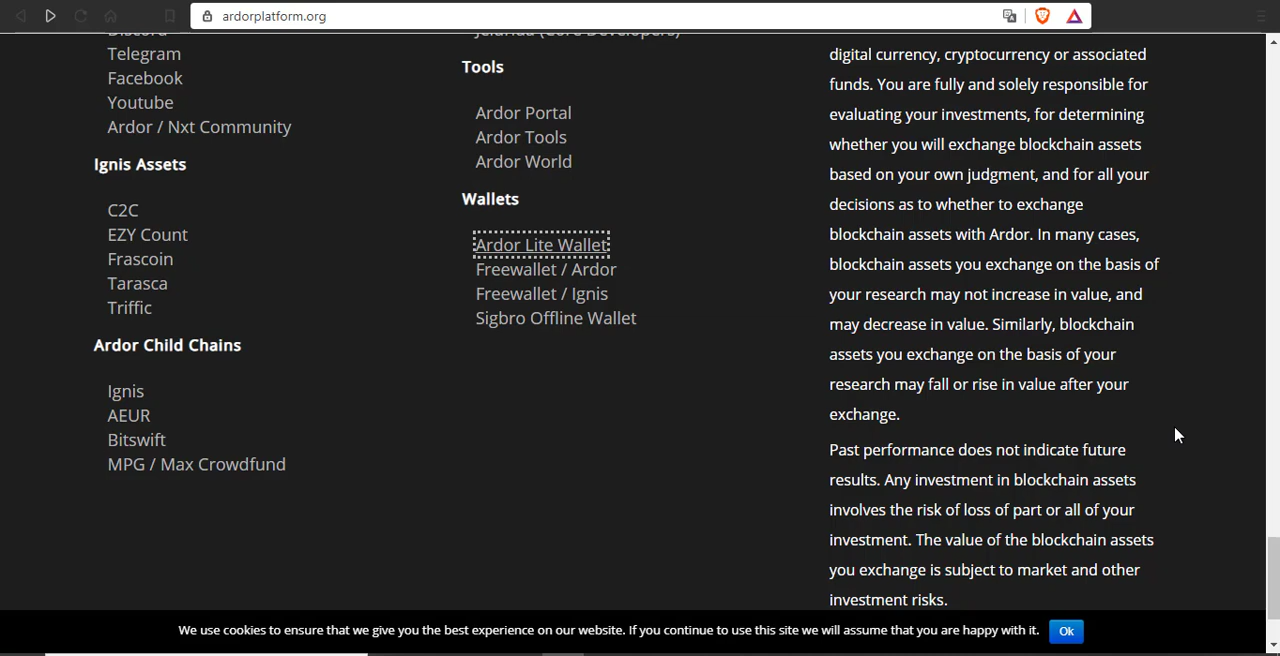 ardorplatform.org
Discord
Telegram
Facebook
Youtube
Ardor / Nxt Community
Ignis Assets
C2C
EZY Count
Frascoin
Tarasca
Triffic
Ardor Child Chains
Ignis
AEUR
Bitswift
MPG / Max Crowdfund
Jelurida (Core Developers)
Tools
Ardor Portal
Ardor Tools
Ardor World
Wallets
Ardor Lite Wallet
Freewallet / Ardor
Freewallet / Ignis
Sigbro Offline Wallet
digital currency, cryptocurrency or associated
funds. You are fully and solely responsible for
evaluating your investments, for determining
whether you will exchange blockchain assets
based on your own judgment, and for all your
decisions as to whether to exchange
blockchain assets with Ardor. In many cases,
blockchain assets you exchange on the basis of
your research may not increase in value, and
may decrease in value. Similarly, blockchain
assets you exchange on the basis of your
research may fall or rise in value after your
exchange.
Past performance does not indicate future
results. Any investment in blockchain assets
involves the risk of loss of part or all of your
investment. The value of the blockchain assets
you exchange is subject to market and other
investment risks.
We use cookies to ensure that we give you the best experience on our website. If you continue to use this site we will assume that you are happy with it.
Ok